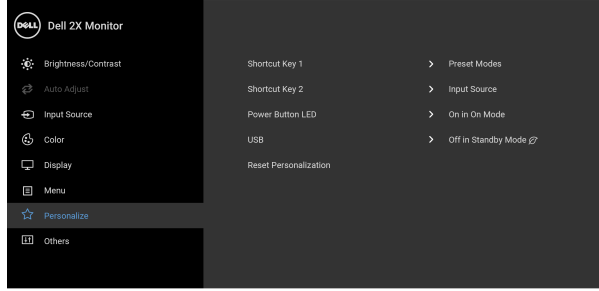 DELL Dell 2X Monitor
Brightness/Contrast
Auto Adjust
Input Source
Color
Display
Menu
Personalize
Others
Shortcut Key 1 > Preset Modes
Shortcut Key 2 > Input Source
Power Button LED > On in On Mode
USB > Off in Standby Mode
Reset Personalization